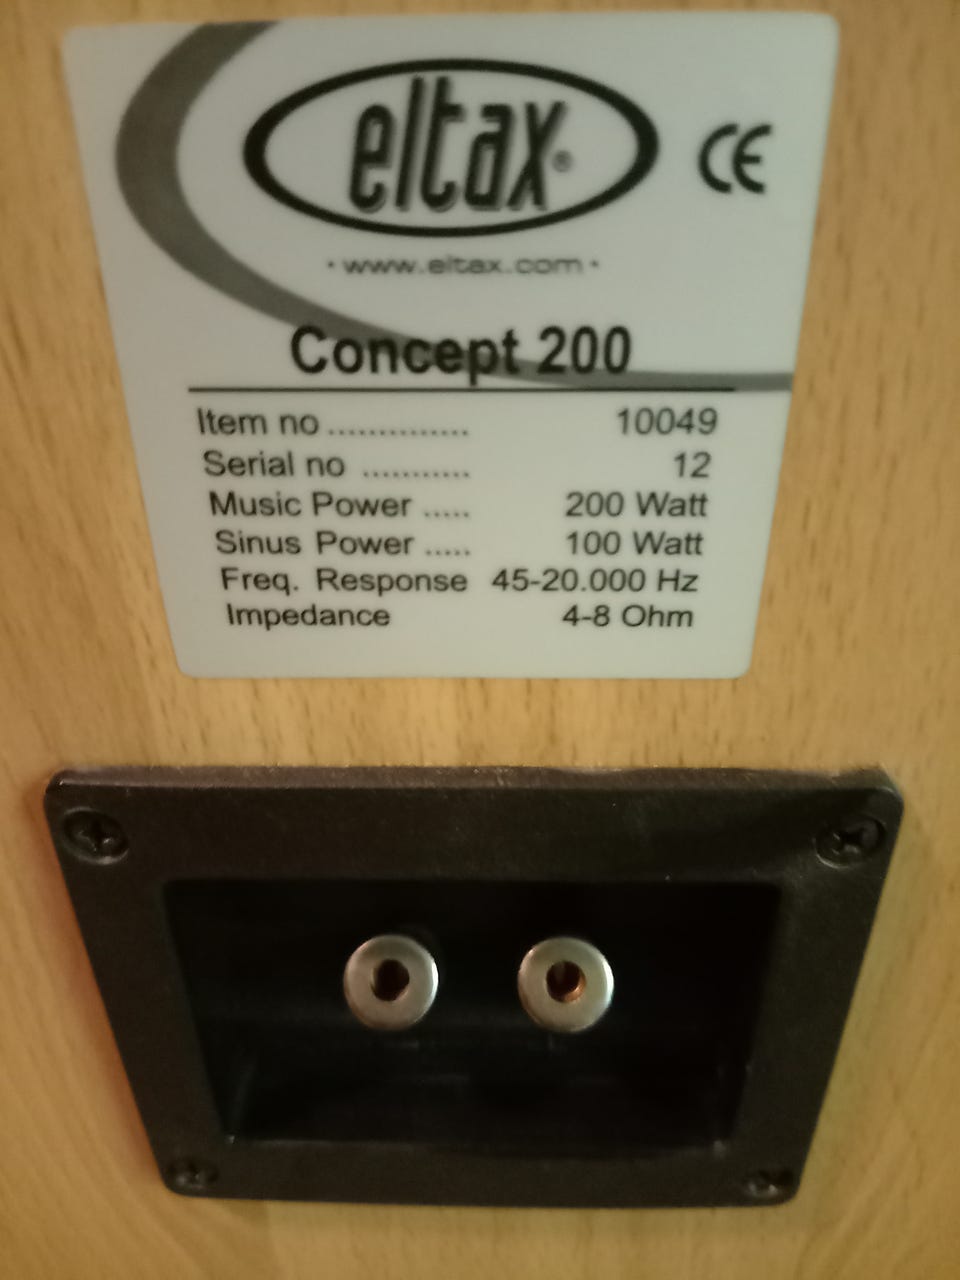 eltax®
CE
• www.eltax.com •
Concept 200
Item no .............. 10049
Serial no ........... 12
Music Power ..... 200 Watt
Sinus Power ..... 100 Watt
Freq. Response 45-20.000 Hz
Impedance 4-8 Ohm